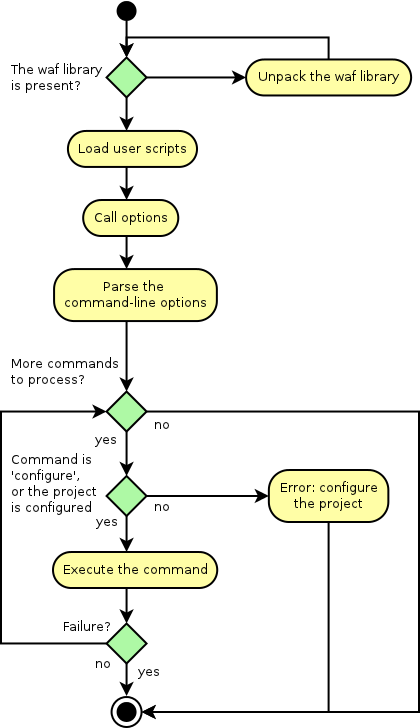 The waf library
is present?
Unpack the waf library
Load user scripts
Call options
Parse the
command-line options
More commands
to process?
no
yes
Command is
'configure',
or the project
is configured
no
yes
Error: configure
the project
Execute the command
Failure?
no
yes